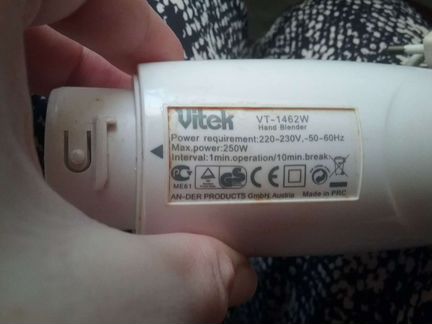 Vitek VT-1462W
Hand Blender
Power requirement:220-230V,~50-60Hz
Max.power:250W
Interval:1min.operation/10min.break
ME61
AN-DER PRODUCTS GmbH, Austria Made in PRC